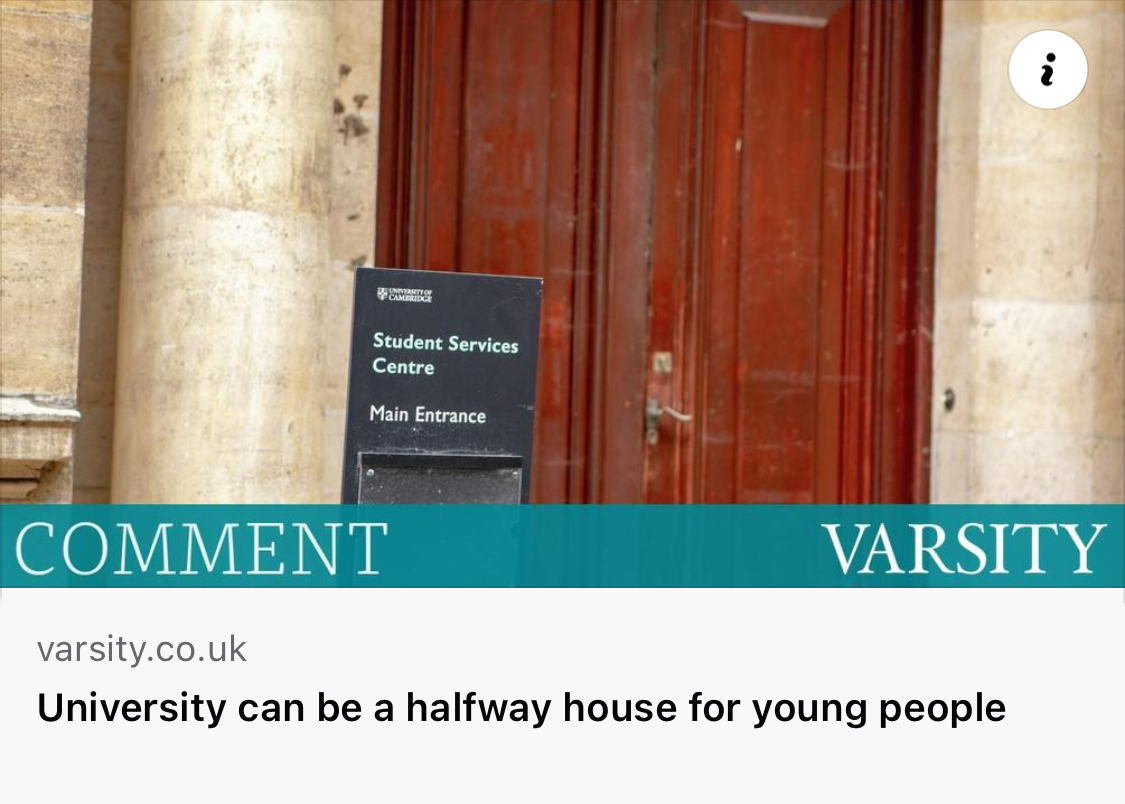 i
UNIVERSITY OF
CAMBRIDGE
Student Services
Centre
Main Entrance
COMMENT
VARSITY
varsity.co.uk
University can be a halfway house for young people